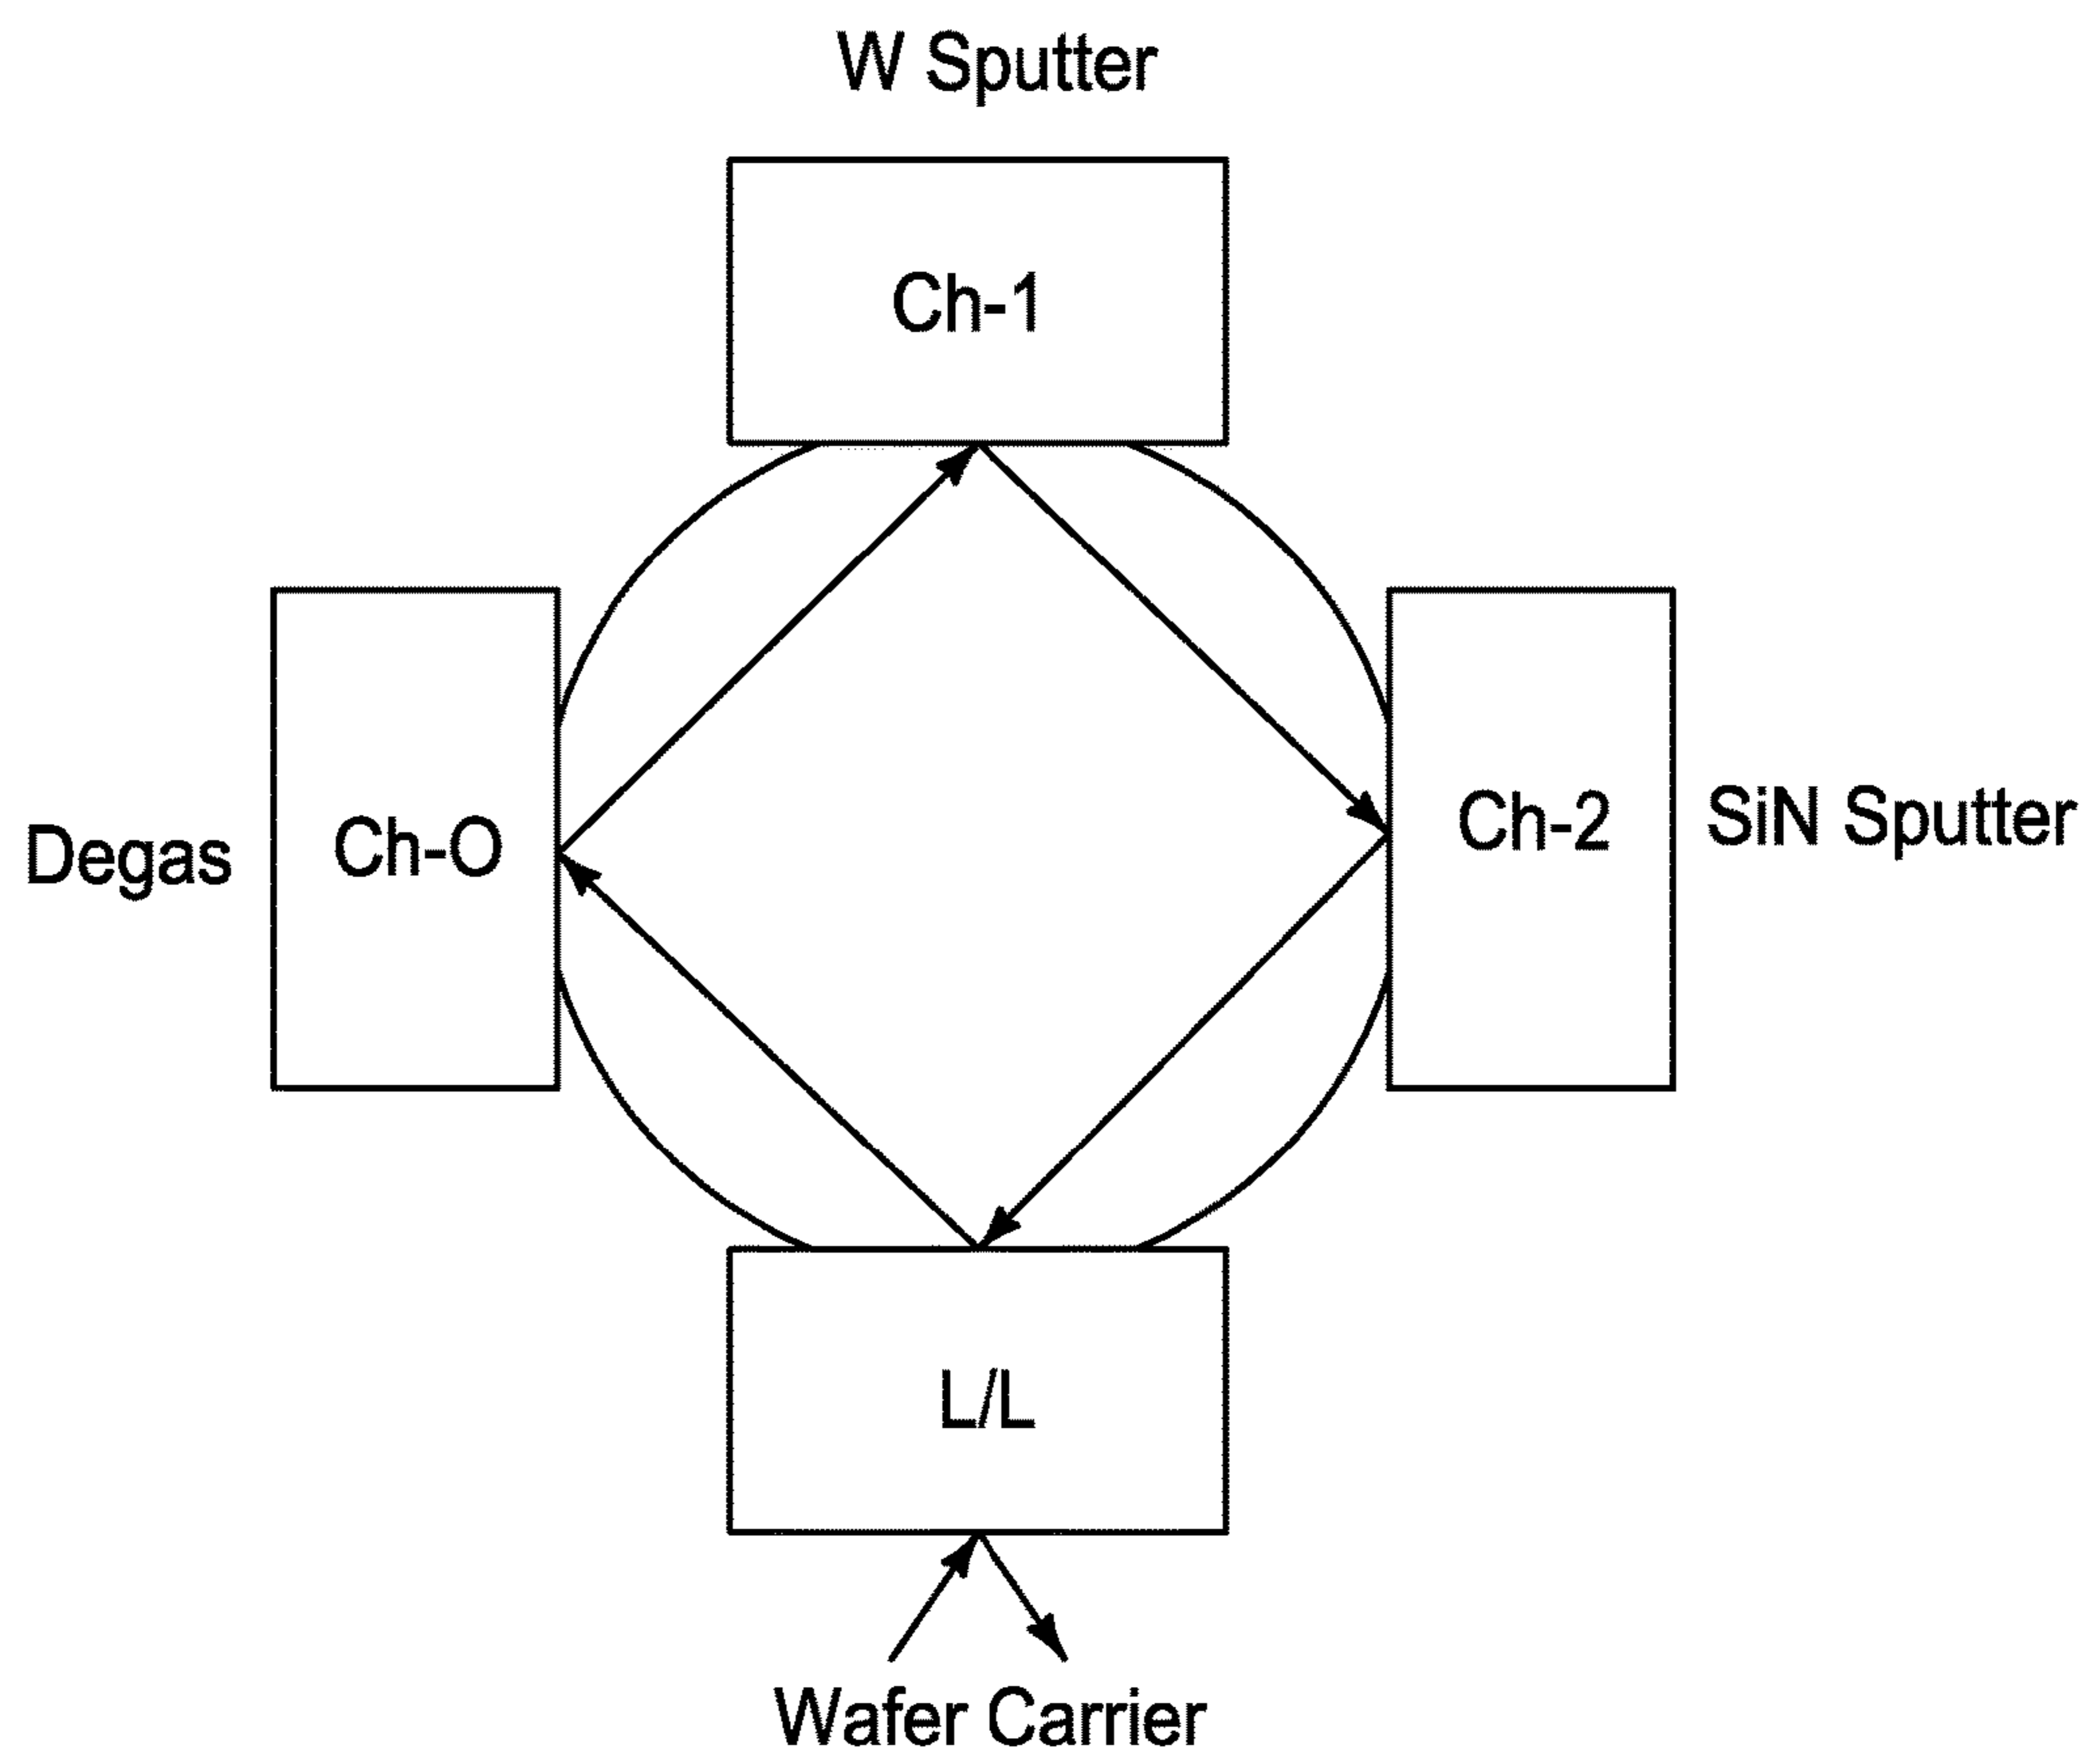 W Sputter
Ch-1
Degas
Ch-O
Ch-2
SiN Sputter
L/L
Wafer Carrier